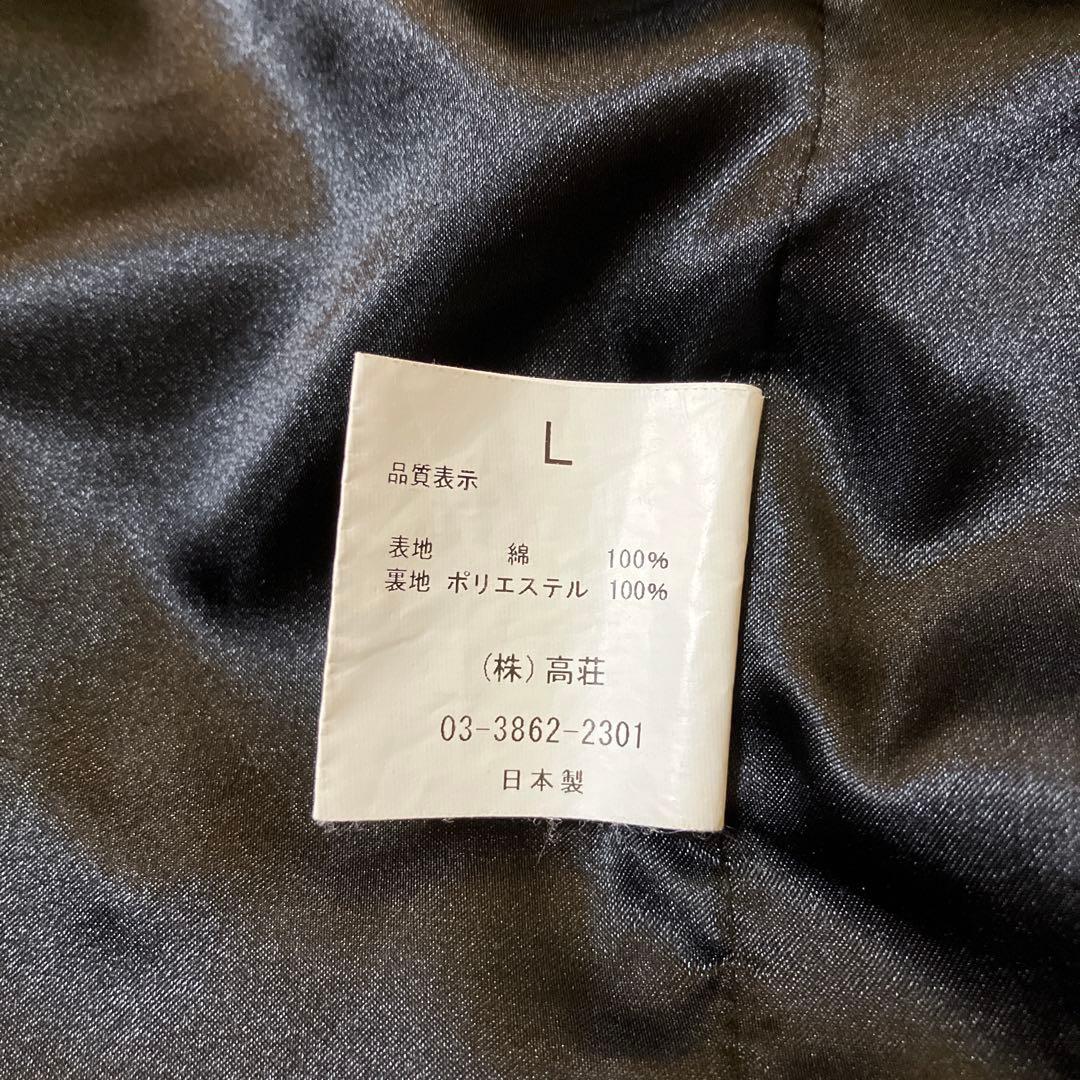 L
品質表示
表地 綿 100%
裏地 ポリエステル 100%
(株)高荘
03-3862-2301
日本製